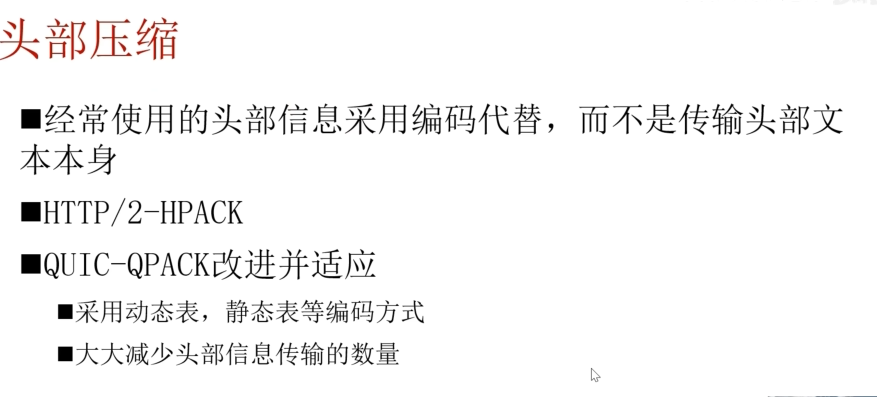 头部压缩
■经常使用的头部信息采用编码代替，而不是传输头部文
本本身
■HTTP/2-HPACK
■QUIC-QPACK改进并适应
■采用动态表，静态表等编码方式
■大大减少头部信息传输的数量